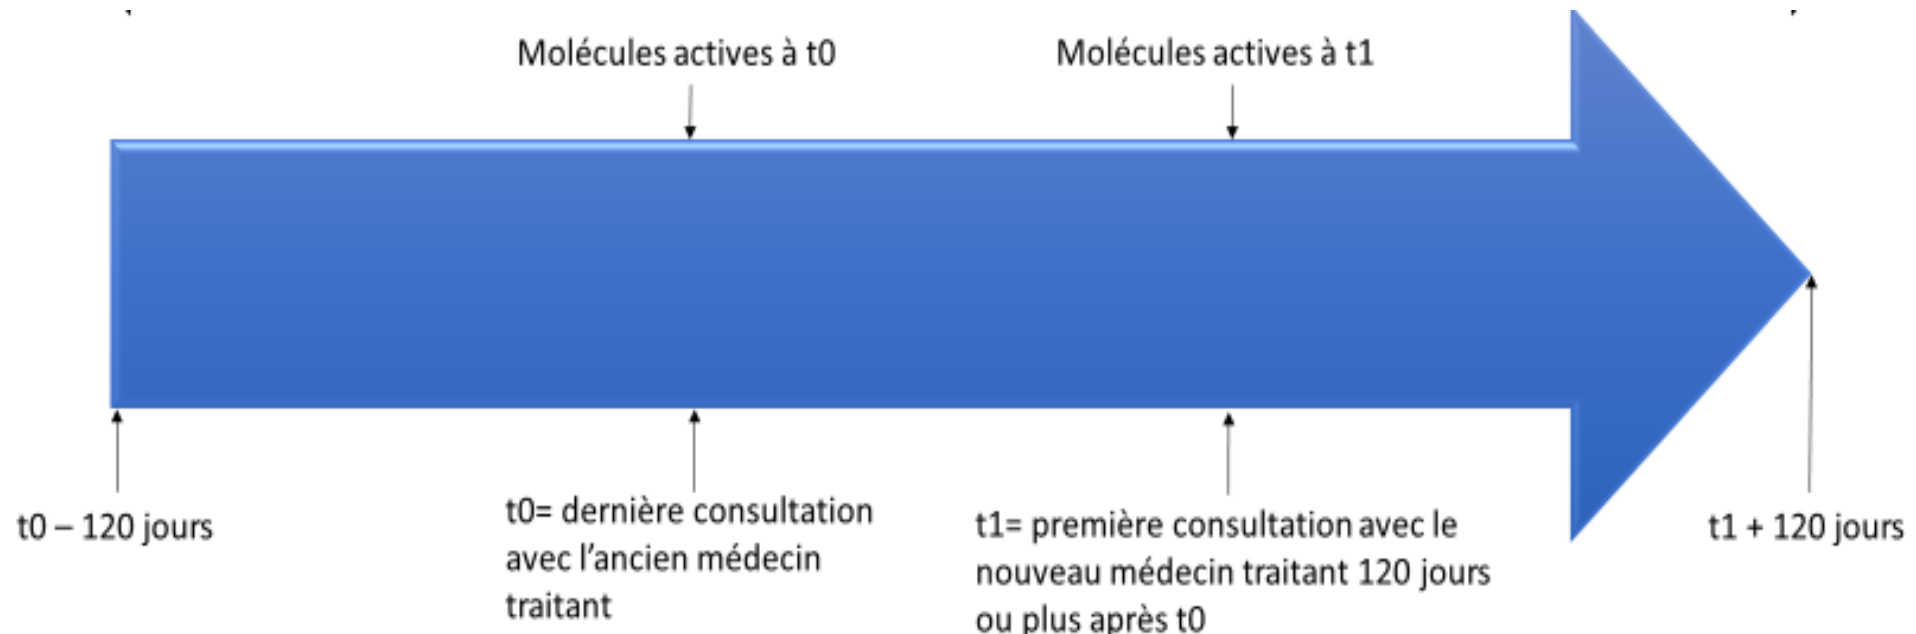 Molécules actives à t0
Molécules actives à t1
t0 – 120 jours
t0= dernière consultation
avec l’ancien médecin
traitant
t1= première consultation avec le
nouveau médecin traitant 120 jours
ou plus après t0
t1 + 120 jours